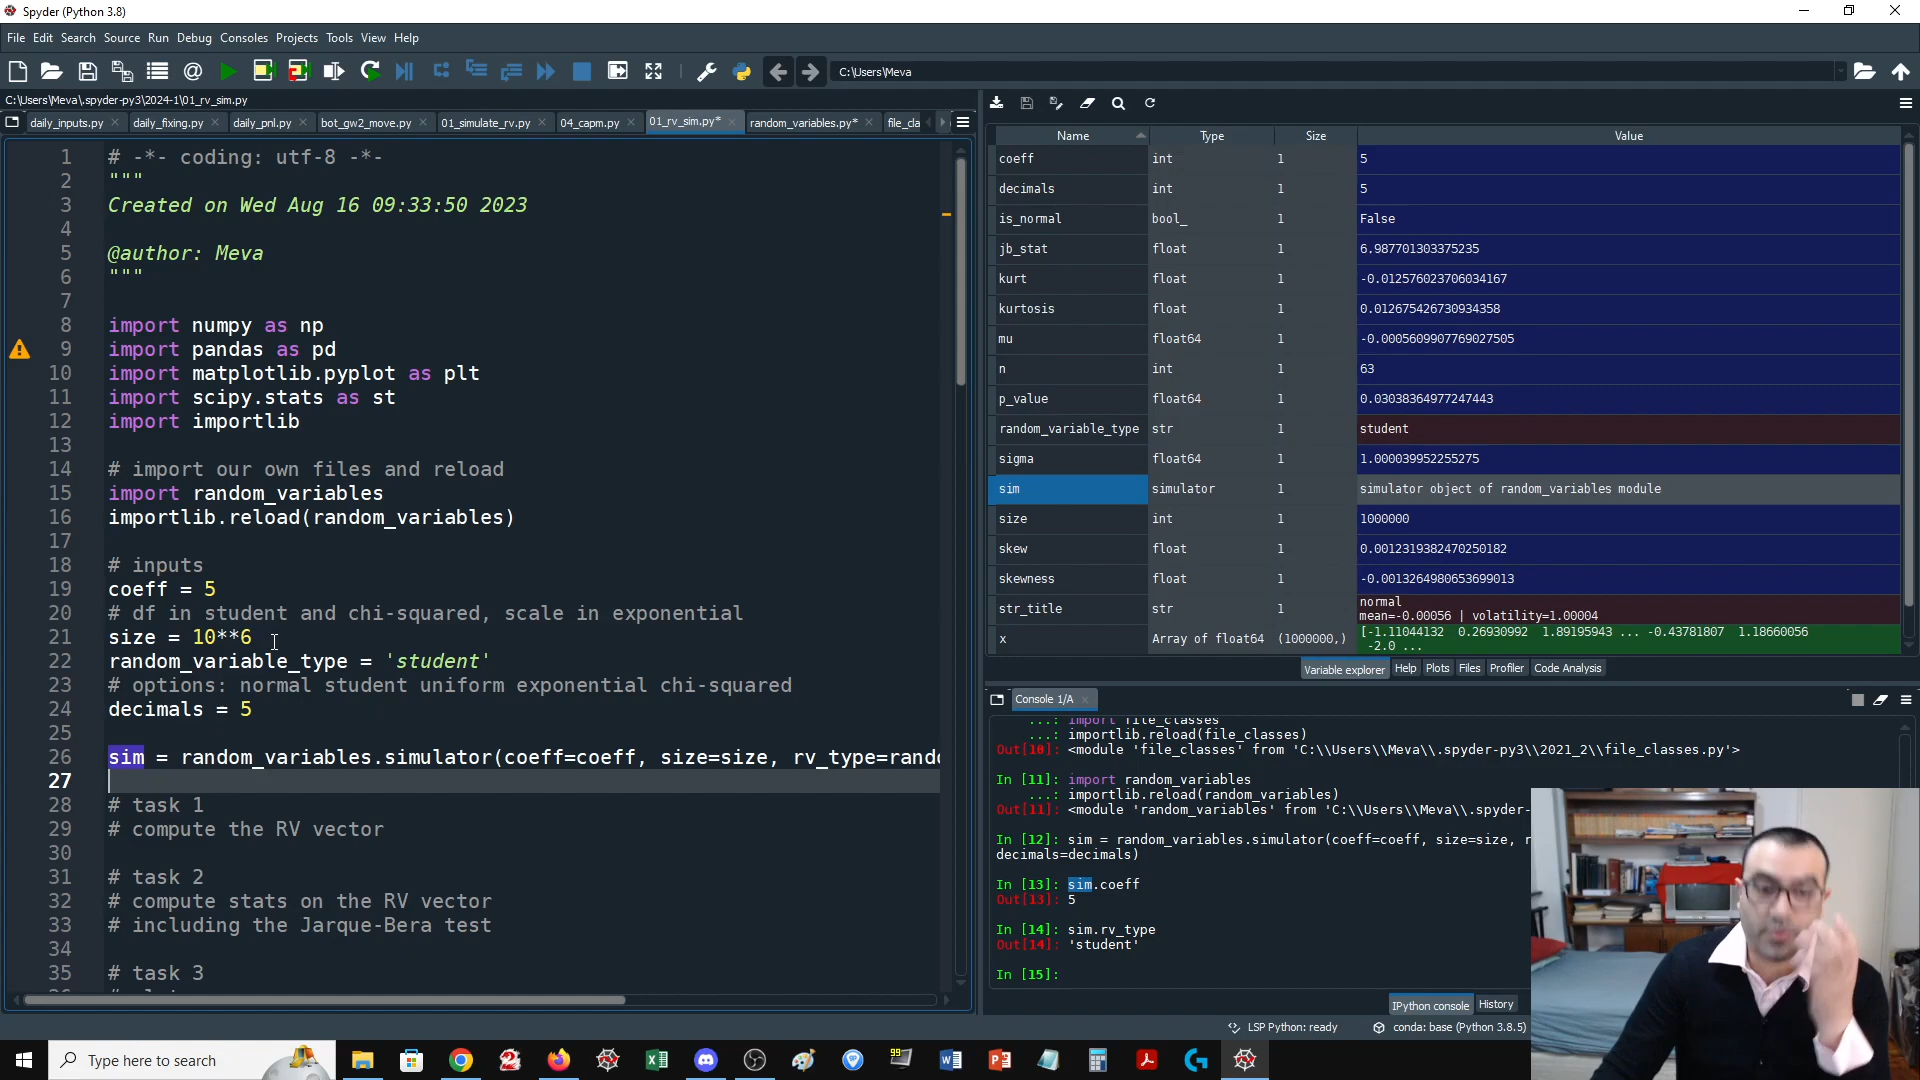 Spyder (Python 3.8)
File Edit Search Source Run Debug Consoles Projects Tools View Help
C:\Users\Meva
C:\Users\Meva\.spyder-py3\2024-1\01_rv_sim.py
daily_inputs.py daily_fixing.py daily_pnl.py bot_gw2_move.py 01_simulate_rv.py 04_capm.py 01_rv_sim.py* random_variables.py* file_cla
1 # -*- coding: utf-8 -*-
2 """
3 Created on Wed Aug 16 09:33:50 2023
4
5 @author: Meva
6 """
7
8 import numpy as np
9 import pandas as pd
10 import matplotlib.pyplot as plt
11 import scipy.stats as st
12 import importlib
13
14 # import our own files and reload
15 import random_variables
16 importlib.reload(random_variables)
17
18 # inputs
19 coeff = 5
20 # df in student and chi-squared, scale in exponential
21 size = 10**6
22 random_variable_type = 'student'
23 # options: normal student uniform exponential chi-squared
24 decimals = 5
25
26 sim = random_variables.simulator(coeff=coeff, size=size, rv_type=rando
27
28 # task 1
29 # compute the RV vector
30
31 # task 2
32 # compute stats on the RV vector
33 # including the Jarque-Bera test
34
35 # task 3
Name Type Size Value
coeff int 1 5
decimals int 1 5
is_normal bool_ 1 False
jb_stat float 1 6.987701303375235
kurt float 1 -0.012576023706034167
kurtosis float 1 0.012675426730934358
mu float64 1 -0.0005609907769027505
n int 1 63
p_value float64 1 0.03038364977247443
random_variable_type str 1 student
sigma float64 1 1.000039952255275
sim simulator 1 simulator object of random_variables module
size int 1 1000000
skew float 1 0.0012319382470250182
skewness float 1 -0.0013264980653699013
str_title str 1 normal
mean=-0.00056 | volatility=1.00004
x Array of float64 (1000000,) [-1.11044132 0.26930992 1.89195943 ... -0.43781807 1.18660056
-2.0 ...
Variable explorer Help Plots Files Profiler Code Analysis
Console 1/A
...: import file_classes
...: importlib.reload(file_classes)
Out[10]: <module 'file_classes' from 'C:\\Users\\Meva\\.spyder-py3\\2021_2\\file_classes.py'>
In [11]: import random_variables
...: importlib.reload(random_variables)
Out[11]: <module 'random_variables' from 'C:\\Users\\Meva\\.spyder-
In [12]: sim = random_variables.simulator(coeff=coeff, size=size, r
decimals=decimals)
In [13]: sim.coeff
Out[13]: 5
In [14]: sim.rv_type
Out[14]: 'student'
In [15]:
IPython console History
LSP Python: ready conda: base (Python 3.8.5)
Type here to search
99